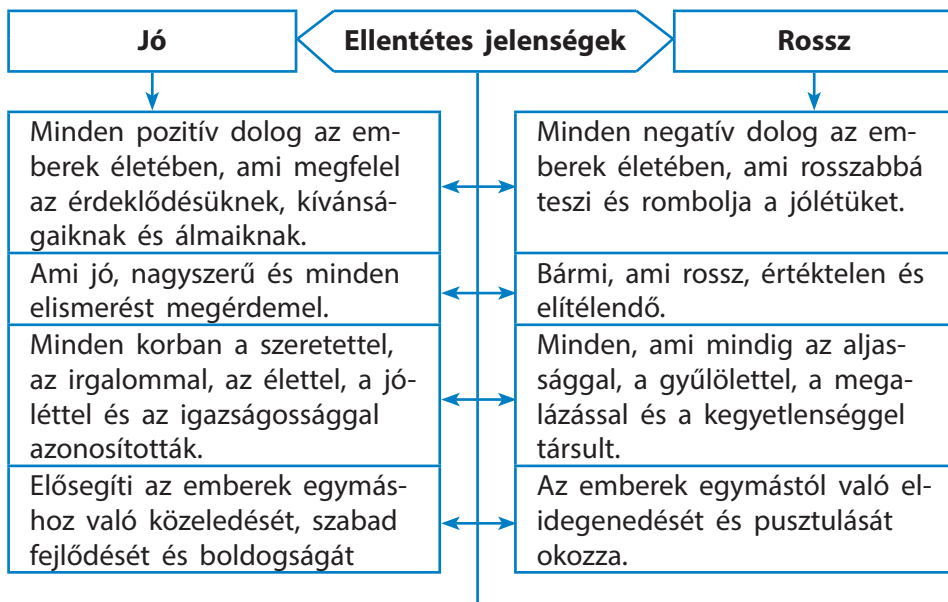 Jó
Ellentétes jelenségek
Rossz
Minden pozitív dolog az em-
berek életében, ami megfelel
az érdeklődésüknek, kívánsá-
gaiknak és álmaiknak.
Minden negatív dolog az em-
berek életében, ami rosszabbá
teszi és rombolja a jólétüket.
Ami jó, nagyszerű és minden
elismerést megérdemel.
Bármi, ami rossz, értéktelen és
elítélendő.
Minden korban a szeretettel,
az irgalommal, az élettel, a jó-
léttel és az igazságossággal
azonosították.
Minden, ami mindig az aljas-
sággal, a gyűlölettel, a mega-
lázással és a kegyetlenséggel
társult.
Elősegíti az emberek egymás-
hoz való közeledését, szabad
fejlődését és boldogságát
Az emberek egymástól való el-
idegenedését és pusztulását
okozza.